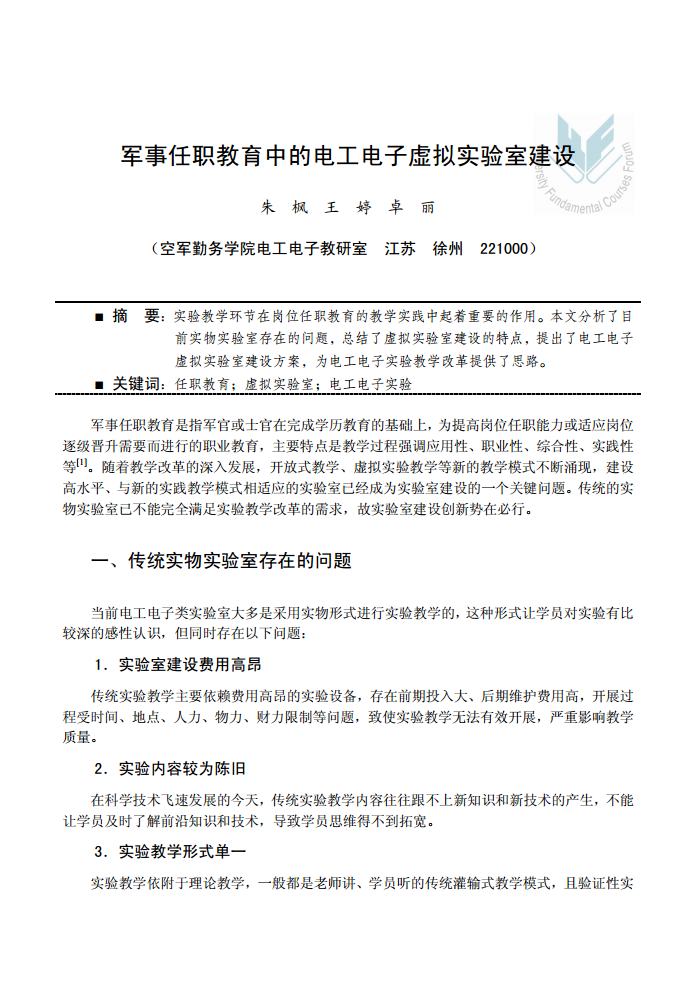 军事任职教育中的电工电子虚拟实验室建设
朱 枫 王 婷 卓 丽
（空军勤务学院电工电子教研室 江苏 徐州 221000）
■ 摘 要：实验教学环节在岗位任职教育的教学实践中起着重要的作用。本文分析了目
前实物实验室存在的问题，总结了虚拟实验室建设的特点，提出了电工电子
虚拟实验室建设方案，为电工电子实验教学改革提供了思路。
■ 关键词：任职教育；虚拟实验室；电工电子实验
军事任职教育是指军官或士官在完成学历教育的基础上，为提高岗位任职能力或适应岗位
逐级晋升需要而进行的职业教育，主要特点是教学过程强调应用性、职业性、综合性、实践性
等[1]。随着教学改革的深入发展，开放式教学、虚拟实验教学等新的教学模式不断涌现，建设
高水平、与新的实践教学模式相适应的实验室已经成为实验室建设的一个关键问题。传统的实
物实验室已不能完全满足实验教学改革的需求，故实验室建设创新势在必行。
一、传统实物实验室存在的问题
当前电工电子类实验室大多是采用实物形式进行实验教学的，这种形式让学员对实验有比
较深的感性认识，但同时存在以下问题：
1．实验室建设费用高昂
传统实验教学主要依赖费用高昂的实验设备，存在前期投入大、后期维护费用高，开展过
程受时间、地点、人力、物力、财力限制等问题，致使实验教学无法有效开展，严重影响教学
质量。
2．实验内容较为陈旧
在科学技术飞速发展的今天，传统实验教学内容往往跟不上新知识和新技术的产生，不能
让学员及时了解前沿知识和技术，导致学员思维得不到拓宽。
3．实验教学形式单一
实验教学依附于理论教学，一般都是老师讲、学员听的传统灌输式教学模式，且验证性实
ersity Fundamental Courses Forum